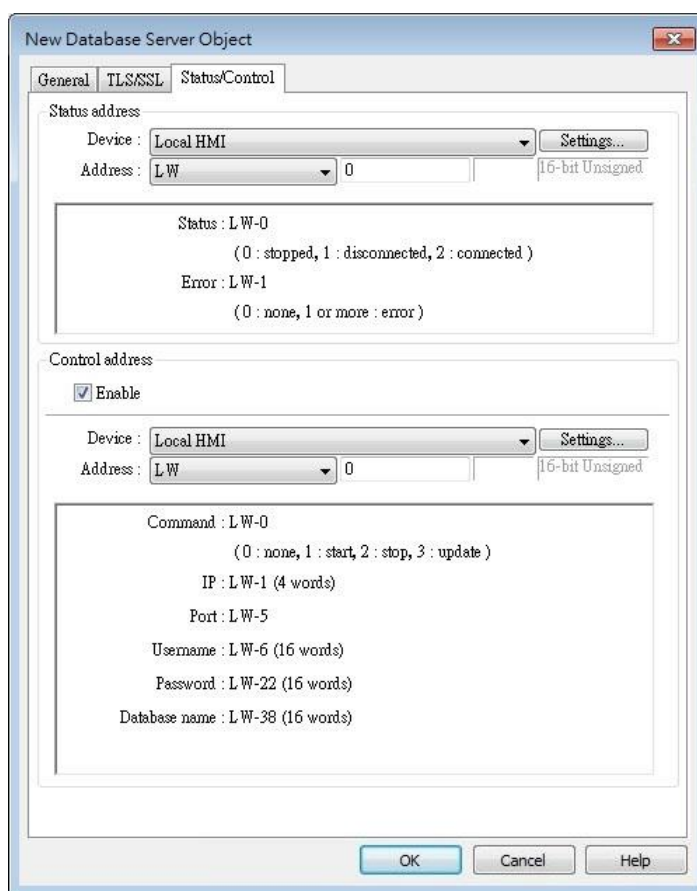 New Database Server Object
General TLS/SSL Status/Control
Status address
Device : Local HMI Settings...
Address : LW 0 16-bit Unsigned
Status : LW-0
( 0 : stopped, 1 : disconnected, 2 : connected )
Error : LW-1
( 0 : none, 1 or more : error )
Control address
Enable
Device : Local HMI Settings...
Address : LW 0 16-bit Unsigned
Command : LW-0
( 0 : none, 1 : start, 2 : stop, 3 : update )
IP : LW-1 (4 words)
Port : LW-5
Username : LW-6 (16 words)
Password : LW-22 (16 words)
Database name : LW-38 (16 words)
OK Cancel Help